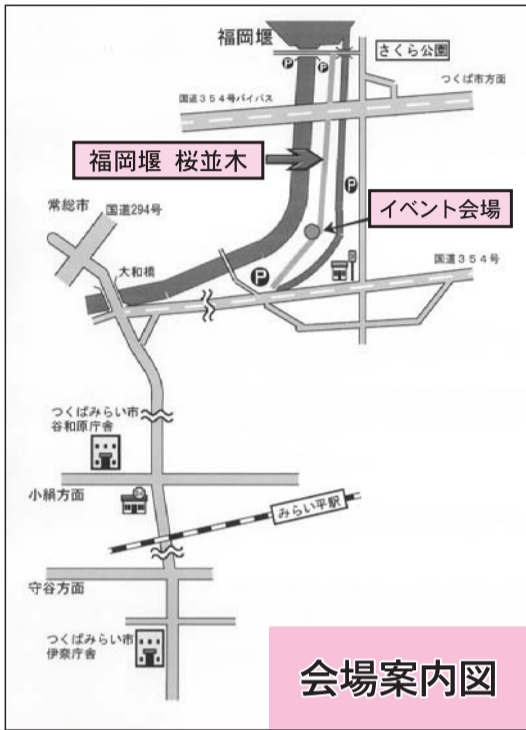 福岡堰
さくら公園
P
P
つくば市方面
国道354号バイパス
福岡堰 桜並木
P
イベント会場
常総市
国道294号
大和橋
国道354号
P
つくばみらい市
谷和原庁舎
小絹方面
みらい平駅
守谷方面
つくばみらい市
伊奈庁舎
会場案内図